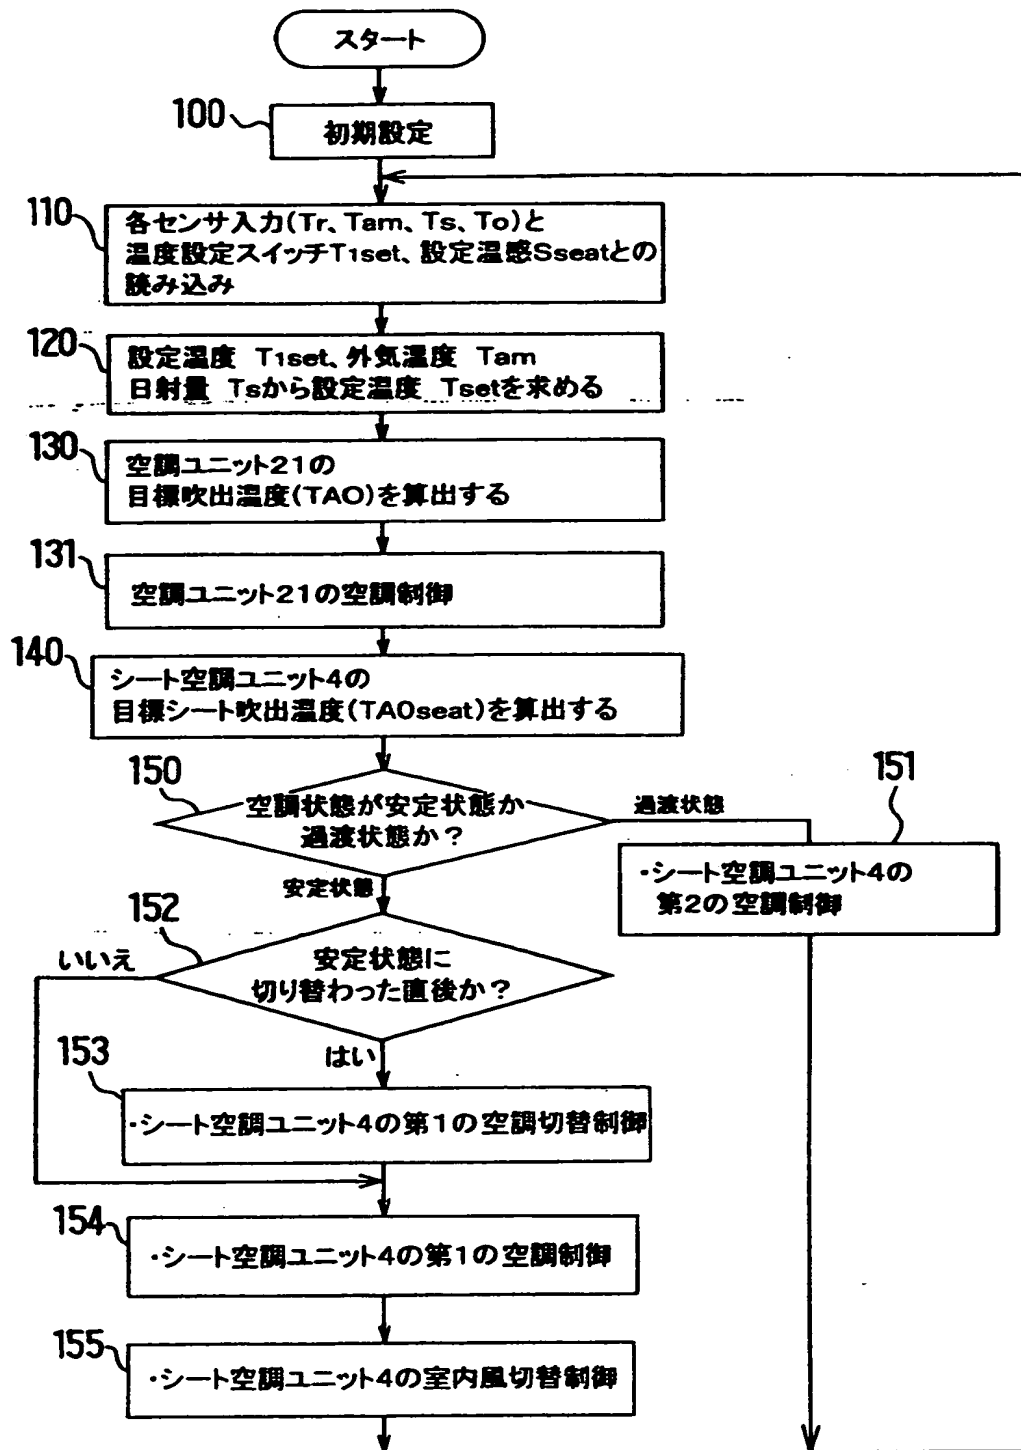 スタート
100
初期設定
110
各センサ入力(Tr、Tam、Ts、To)と
温度設定スイッチT1set、設定温感Sseatとの
読み込み
120
設定温度 T1set、外気温度 Tam
日射量 Tsから設定温度 Tsetを求める
130
空調ユニット21の
目標吹出温度(TAO)を算出する
131
空調ユニット21の空調制御
140
シート空調ユニット4の
目標シート吹出温度(TAOseat)を算出する
150
空調状態が安定状態か
過渡状態か?
過渡状態
151
・シート空調ユニット4の
第2の空調制御
安定状態
152
安定状態に
切り替わった直後か?
いいえ
はい
153
・シート空調ユニット4の第1の空調切替制御
154
・シート空調ユニット4の第1の空調制御
155
・シート空調ユニット4の室内風切替制御